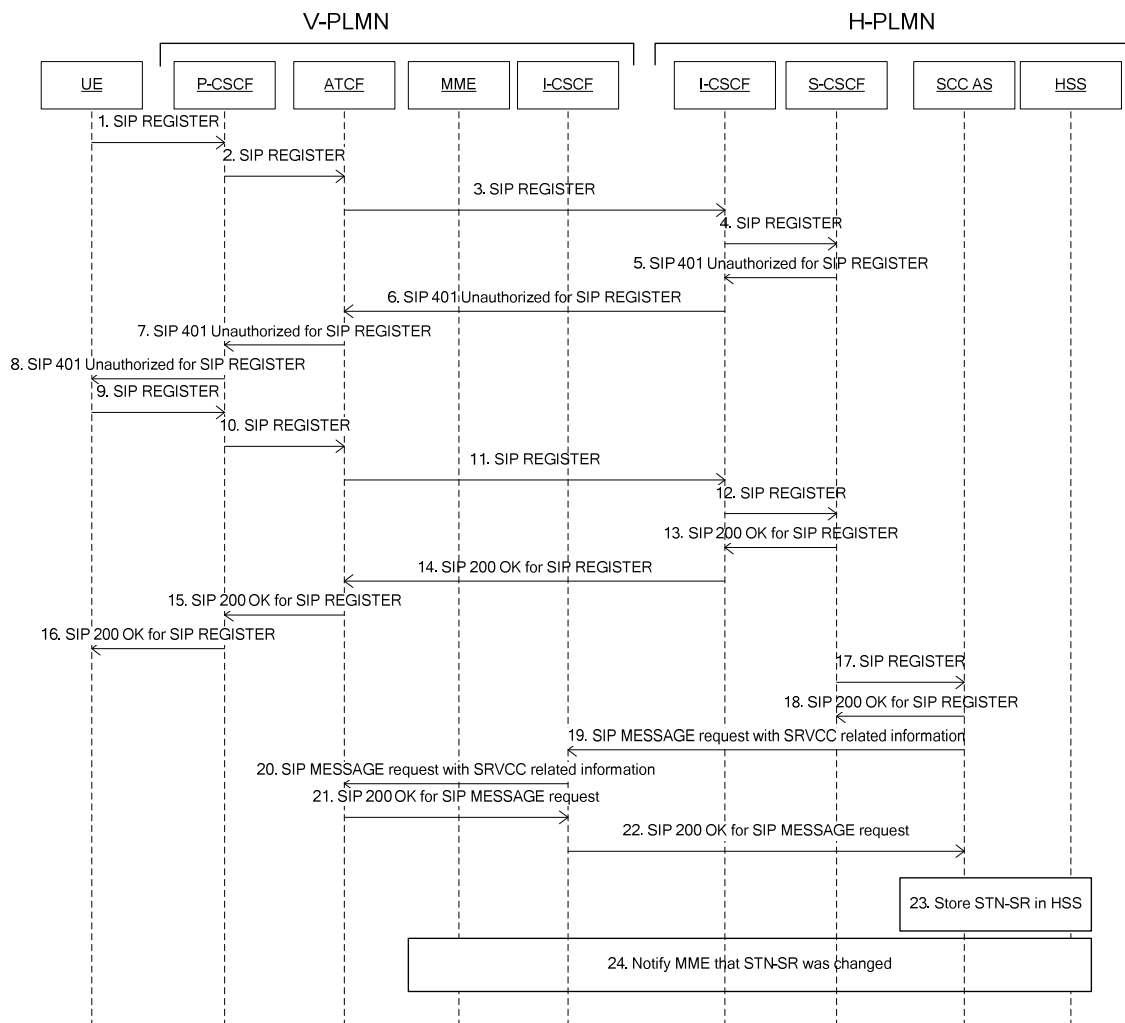 V-PLMN
H-PLMN
UE
P-CSCF
ATCF
MME
I-CSCF
I-CSCF
S-CSCF
SCC AS
HSS
1. SIP REGISTER
2. SIP REGISTER
3. SIP REGISTER
4. SIP REGISTER
5. SIP 401 Unauthorized for SIP REGISTER
6. SIP 401 Unauthorized for SIP REGISTER
7. SIP 401 Unauthorized for SIP REGISTER
8. SIP 401 Unauthorized for SIP REGISTER
9. SIP REGISTER
10. SIP REGISTER
11. SIP REGISTER
12. SIP REGISTER
13. SIP 200 OK for SIP REGISTER
14. SIP 200 OK for SIP REGISTER
15. SIP 200 OK for SIP REGISTER
16. SIP 200 OK for SIP REGISTER
17. SIP REGISTER
18. SIP 200 OK for SIP REGISTER
19. SIP MESSAGE request with SRVCC related information
20. SIP MESSAGE request with SRVCC related information
21. SIP 200 OK for SIP MESSAGE request
22. SIP 200 OK for SIP MESSAGE request
23. Store STN-SR in HSS
24. Notify MME that STN-SR was changed